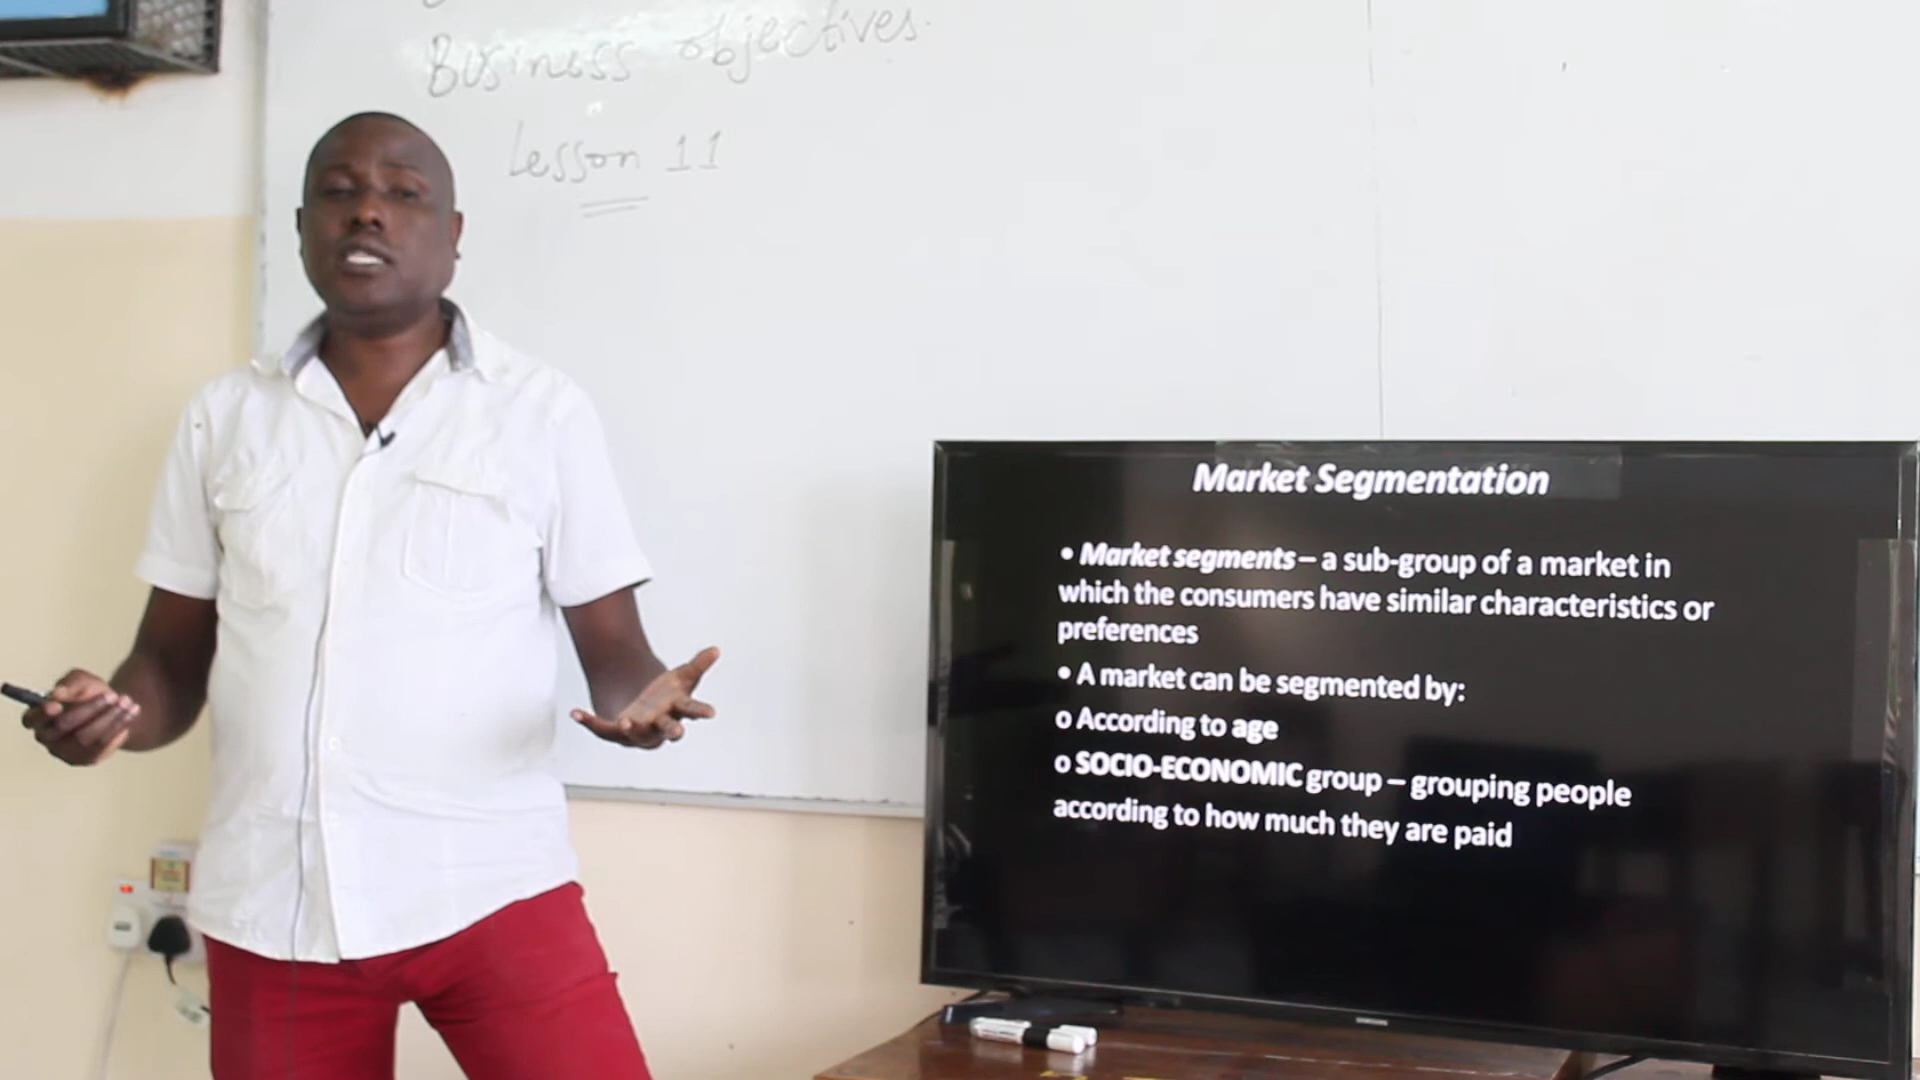 Business objectives.
Lesson 11
Market Segmentation
• Market segments – a sub-group of a market in
which the consumers have similar characteristics or
preferences
• A market can be segmented by:
o According to age
o SOCIO-ECONOMIC group – grouping people
according to how much they are paid
SAMSUNG